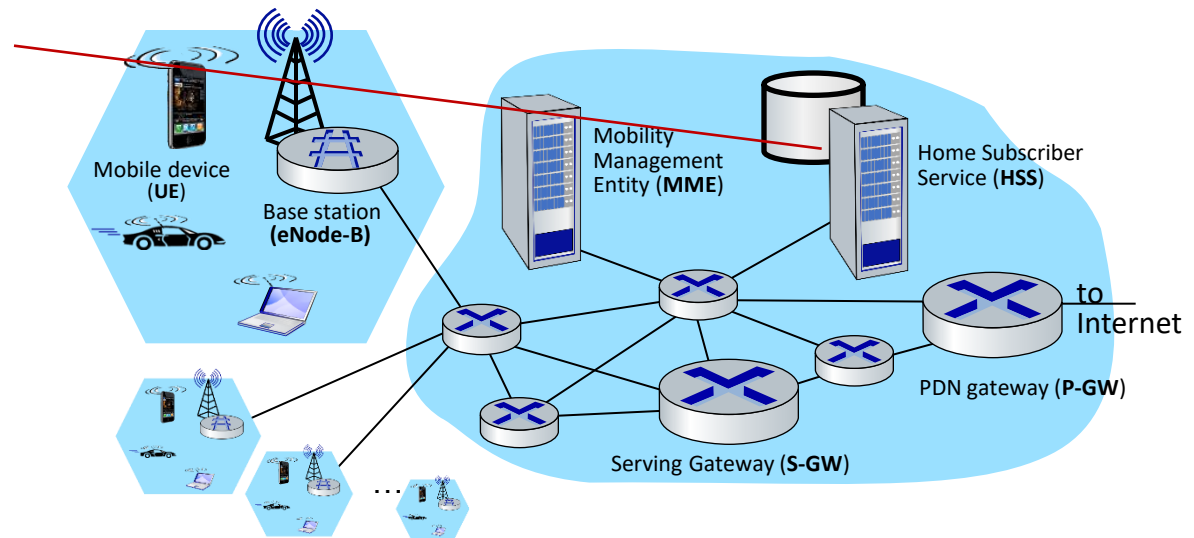 Mobile device
(UE)
Base station
(eNode-B)
Mobility
Management
Entity (MME)
Home Subscriber
Service (HSS)
to
Internet
PDN gateway (P-GW)
Serving Gateway (S-GW)
...